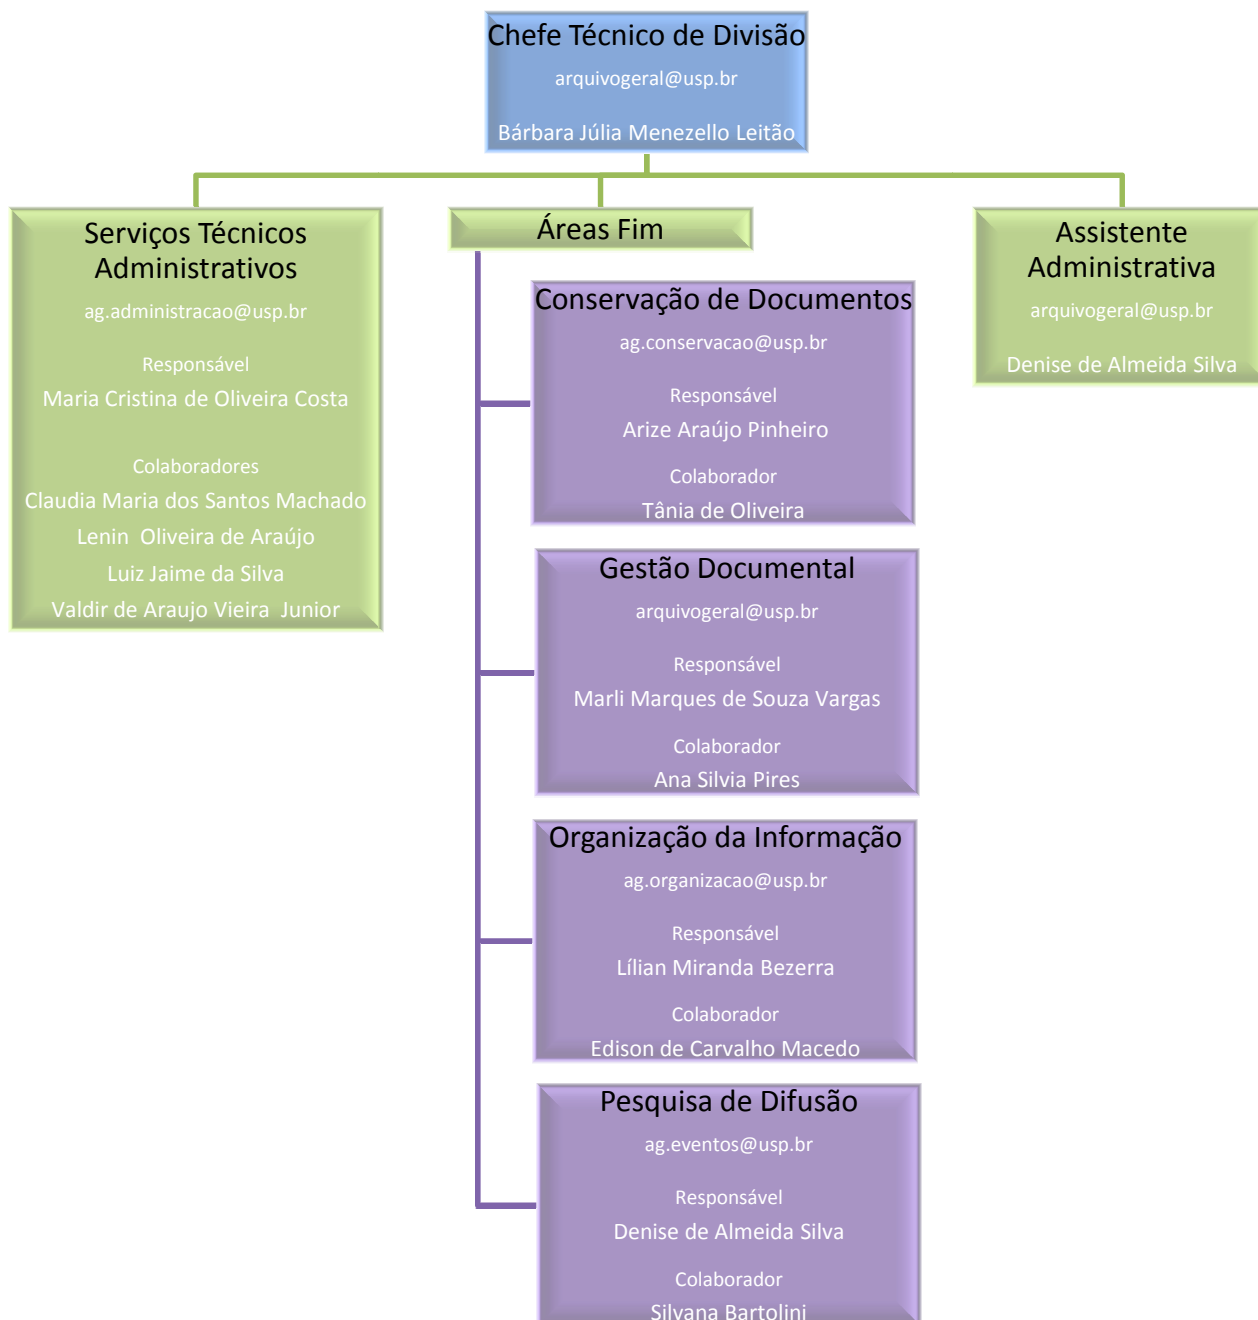 Chefe Técnico de Divisão
arquivogeral@usp.br
Bárbara Júlia Menezello Leitão
Serviços Técnicos
Administrativos
ag.administracao@usp.br
Responsável
Maria Cristina de Oliveira Costa
Colaboradores
Claudia Maria dos Santos Machado
Lenin Oliveira de Araújo
Luiz Jaime da Silva
Valdir de Araujo Vieira Junior
Áreas Fim
Conservação de Documentos
ag.conservacao@usp.br
Responsável
Arize Araújo Pinheiro
Colaborador
Tânia de Oliveira
Gestão Documental
arquivogeral@usp.br
Responsável
Marli Marques de Souza Vargas
Colaborador
Ana Silvia Pires
Organização da Informação
ag.organizacao@usp.br
Responsável
Lílian Miranda Bezerra
Colaborador
Edison de Carvalho Macedo
Pesquisa de Difusão
ag.eventos@usp.br
Responsável
Denise de Almeida Silva
Colaborador
Silvana Bartolini
Assistente
Administrativa
arquivogeral@usp.br
Denise de Almeida Silva